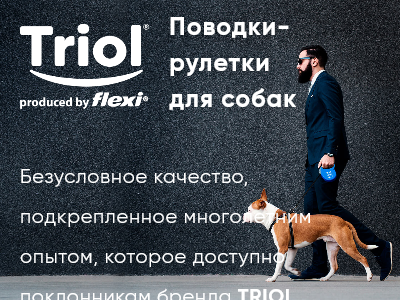 Triol®
produced by flexi®
Поводки-
рулетки
для собак
Безусловное качество,
подкрепленное многолетним
опытом, которое доступно
поклонникам бренда TRIOL